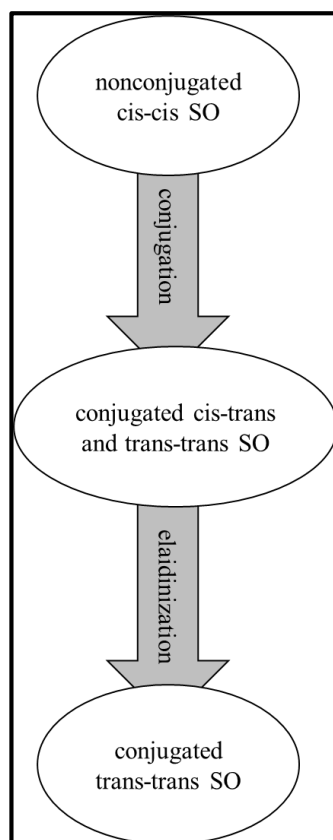 nonconjugated
cis-cis SO
conjugation
conjugated cis-trans
and trans-trans SO
elaidinization
conjugated
trans-trans SO